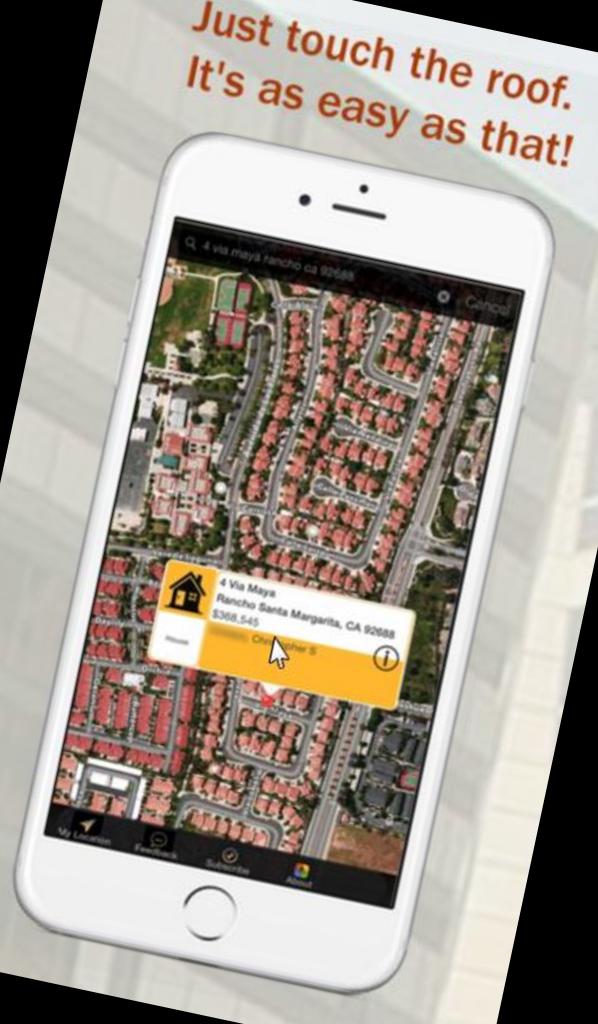 Just touch the roof.
It's as easy as that!
4 via maya rancho ca 92688
Cancel
4 Via Maya
Rancho Santa Margarita, CA 92688
$368,545
Christopher S
House
My Location
Feedback
Subscribe
About